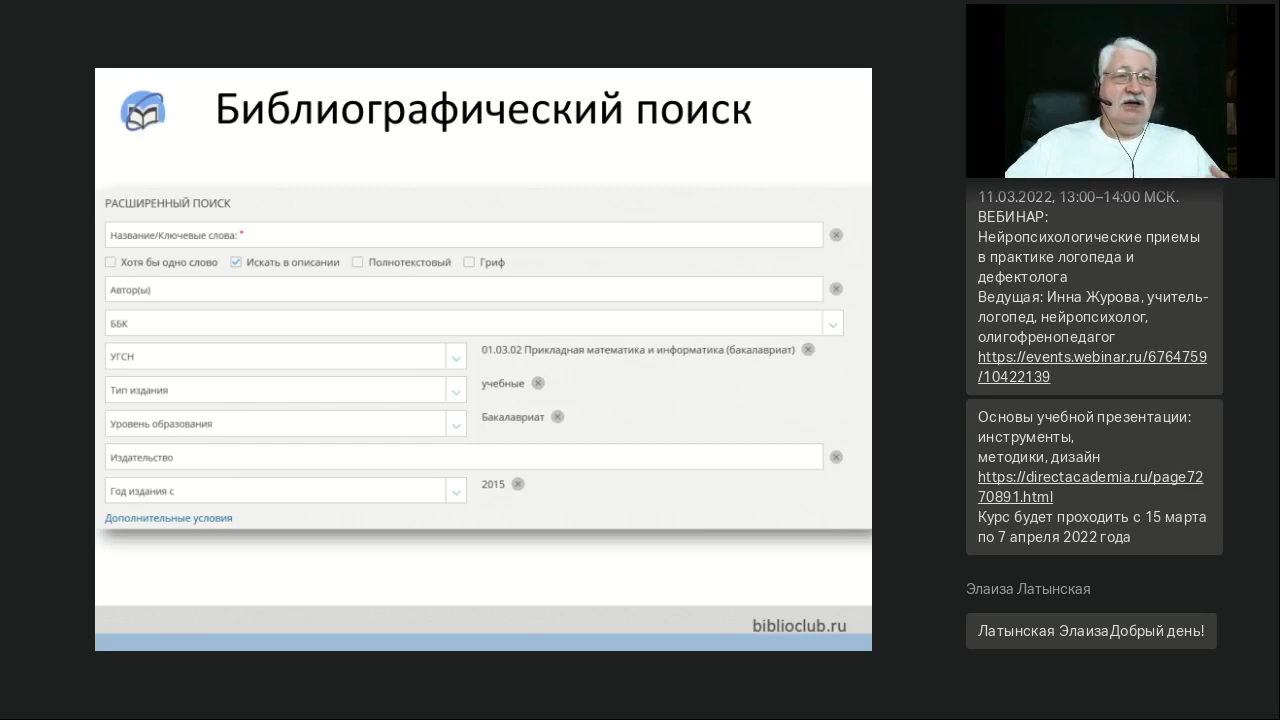 Библиографический поиск
РАСШИРЕННЫЙ ПОИСК
Название/Ключевые слова: *
Хотя бы одно слово Искать в описании Полнотекстовый Гриф
Автор(ы)
ББК
УГСН 01.03.02 Прикладная математика и информатика (бакалавриат)
Тип издания учебные
Уровень образования Бакалавриат
Издательство
Год издания с 2015
Дополнительные условия
biblioclub.ru
11.03.2022, 13:00–14:00 МСК.
ВЕБИНАР:
Нейропсихологические приемы
в практике логопеда и
дефектолога
Ведущая: Инна Журова, учитель-
логопед, нейропсихолог,
олигофренопедагог
https://events.webinar.ru/6764759
/10422139
Основы учебной презентации:
инструменты,
методики, дизайн
https://directacademia.ru/page72
70891.html
Курс будет проходить с 15 марта
по 7 апреля 2022 года
Элаиза Латынская
Латынская ЭлаизаДобрый день!